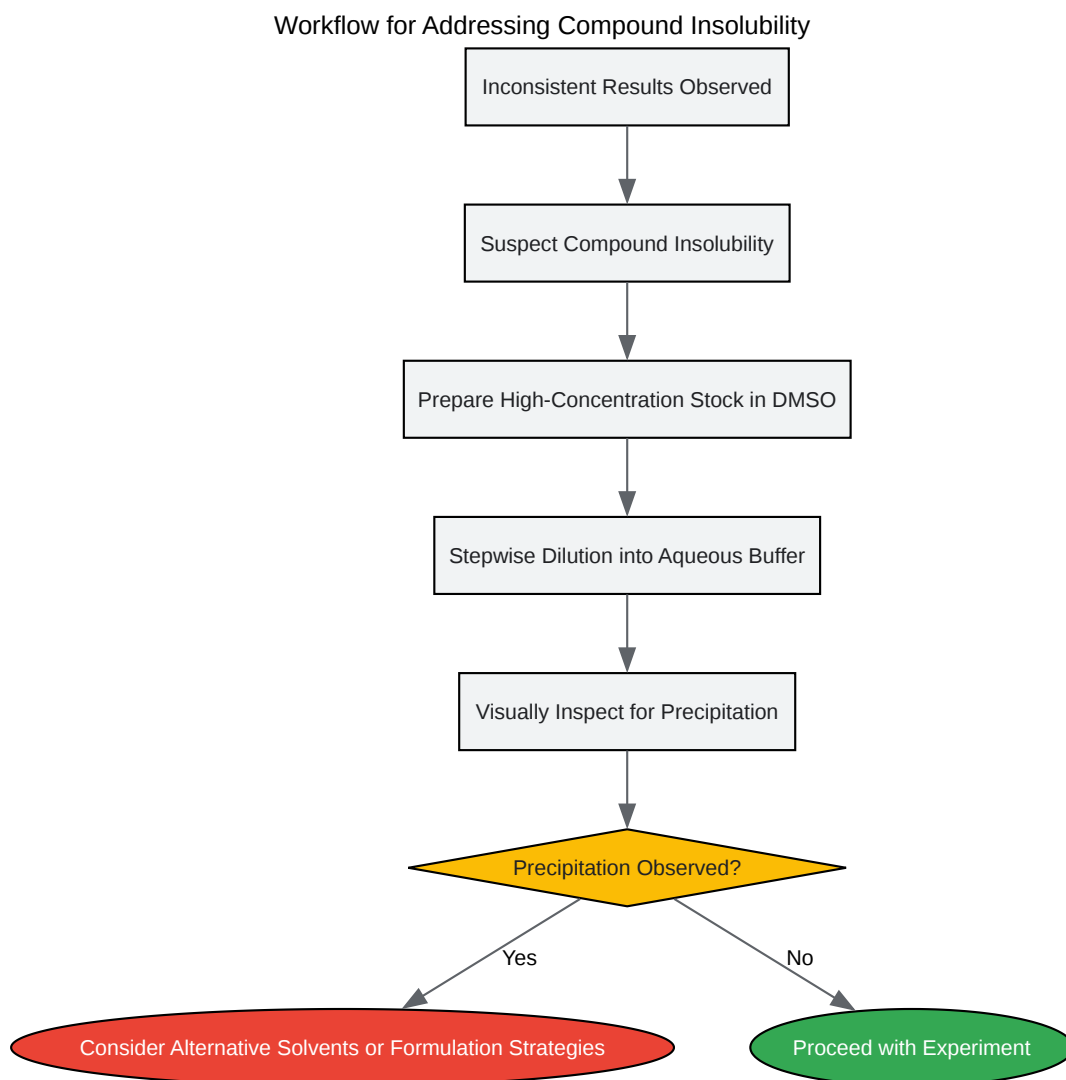 Workflow for Addressing Compound Insolubility
Inconsistent Results Observed
Suspect Compound Insolubility
Prepare High-Concentration Stock in DMSO
Stepwise Dilution into Aqueous Buffer
Visually Inspect for Precipitation
Precipitation Observed?
Yes
No
Consider Alternative Solvents or Formulation Strategies
Proceed with Experiment